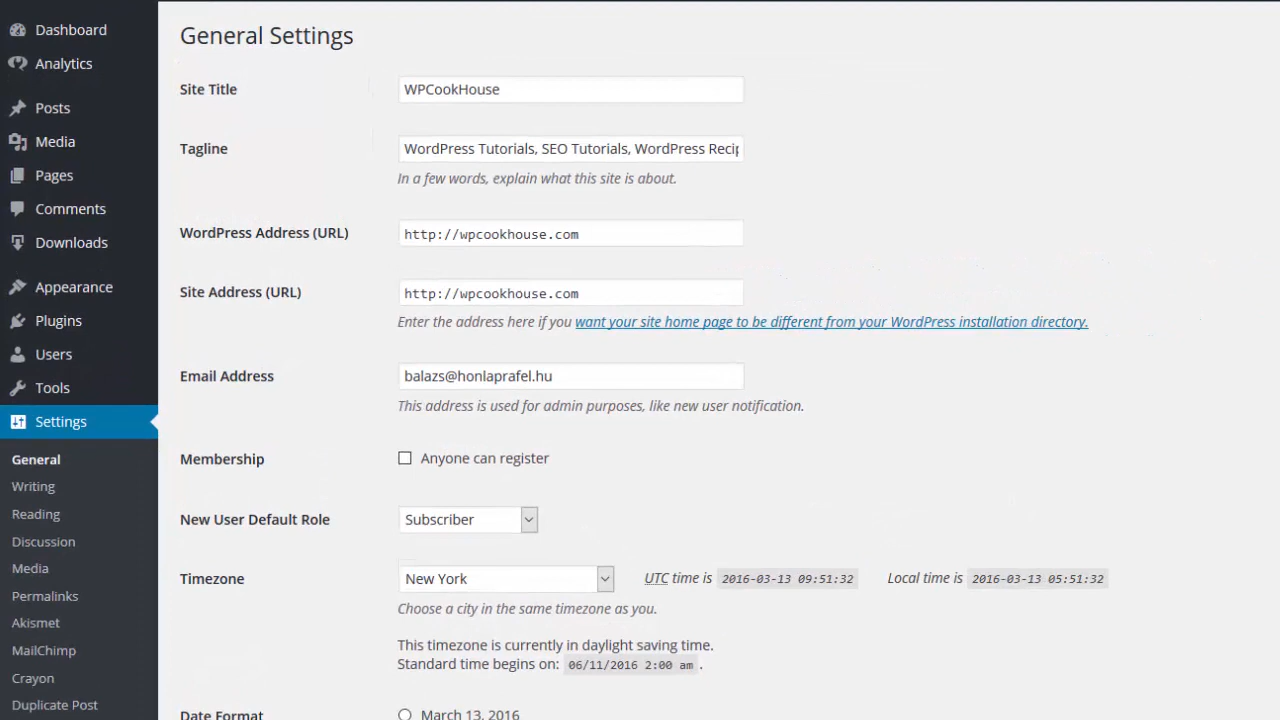 Dashboard
Analytics
Posts
Media
Pages
Comments
Downloads
Appearance
Plugins
Users
Tools
Settings
General
Writing
Reading
Discussion
Media
Permalinks
Akismet
MailChimp
Crayon
Duplicate Post
General Settings
Site Title WPCookHouse
Tagline WordPress Tutorials, SEO Tutorials, WordPress Recip
In a few words, explain what this site is about.
WordPress Address (URL) http://wpcookhouse.com
Site Address (URL) http://wpcookhouse.com
Enter the address here if you want your site home page to be different from your WordPress installation directory.
Email Address balazs@honlaprafel.hu
This address is used for admin purposes, like new user notification.
Membership Anyone can register
New User Default Role Subscriber
Timezone New York UTC time is 2016-03-13 09:51:32 Local time is 2016-03-13 05:51:32
Choose a city in the same timezone as you.
This timezone is currently in daylight saving time.
Standard time begins on: 06/11/2016 2:00 am .
Date Format March 13, 2016